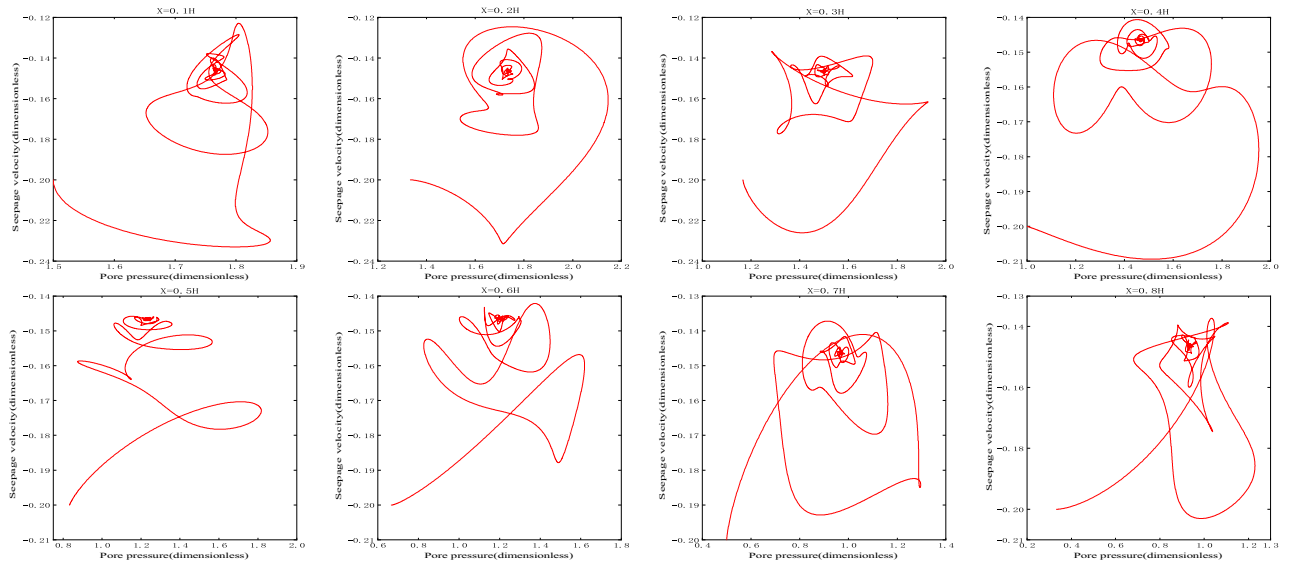 X=0.1H
-0.12
-0.14
-0.16
-0.18
-0.20
-0.22
-0.24
Seepage velocity(dimensionless)
1.5 1.6 1.7 1.8 1.9
Pore pressure(dimensionless)
X=0.2H
-0.12
-0.14
-0.16
-0.18
-0.20
-0.22
-0.24
Seepage velocity(dimensionless)
1.2 1.4 1.6 1.8 2.0 2.2
Pore pressure(dimensionless)
X=0.3H
-0.12
-0.14
-0.16
-0.18
-0.20
-0.22
-0.24
Seepage velocity(dimensionless)
1.0 1.2 1.4 1.6 1.8 2.0
Pore pressure(dimensionless)
X=0.4H
-0.14
-0.15
-0.16
-0.17
-0.18
-0.19
-0.20
-0.21
Seepage velocity(dimensionless)
1.0 1.2 1.4 1.6 1.8 2.0
Pore pressure(dimensionless)
X=0.5H
-0.14
-0.15
-0.16
-0.17
-0.18
-0.19
-0.20
-0.21
Seepage velocity(dimensionless)
0.8 1.0 1.2 1.4 1.6 1.8 2.0
Pore pressure(dimensionless)
X=0.6H
-0.14
-0.15
-0.16
-0.17
-0.18
-0.19
-0.20
-0.21
Seepage velocity(dimensionless)
0.6 0.8 1.0 1.2 1.4 1.6 1.8
Pore pressure(dimensionless)
X=0.7H
-0.13
-0.14
-0.15
-0.16
-0.17
-0.18
-0.19
-0.20
Seepage velocity(dimensionless)
0.4 0.6 0.8 1.0 1.2 1.4
Pore pressure(dimensionless)
X=0.8H
-0.13
-0.14
-0.16
-0.18
-0.20
-0.21
Seepage velocity(dimensionless)
0.2 0.4 0.6 0.8 1.0 1.2 1.3
Pore pressure(dimensionless)